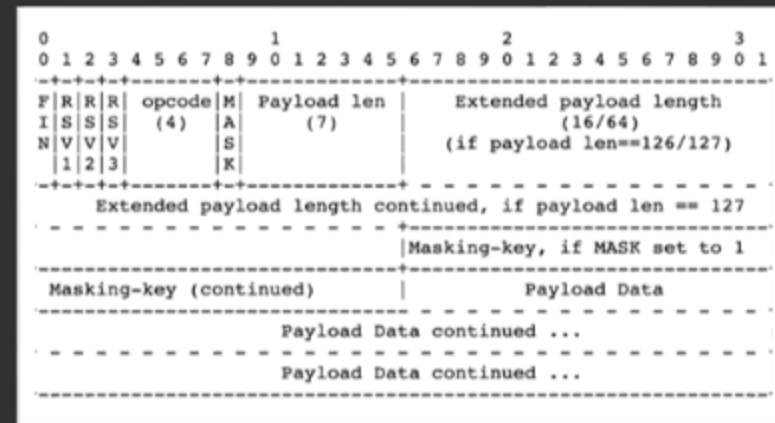 0 1 2 3
0 1 2 3 4 5 6 7 8 9 0 1 2 3 4 5 6 7 8 9 0 1 2 3 4 5 6 7 8 9 0 1
-+-+-+-+-------+-+-------------+-------------------------------
F|R|R|R| opcode|M| Payload len | Extended payload length
I|S|S|S| (4) |A| (7) | (16/64)
N|V|V|V| |S| | (if payload len==126/127)
|1|2|3| |K| |
-+-+-+-+-------+-+-------------+ - - - - - - - - - - - - - - -
Extended payload length continued, if payload len == 127
- - - - - - - - - - - - - - - +-------------------------------
|Masking-key, if MASK set to 1
-------------------------------+-------------------------------
Masking-key (continued) | Payload Data
-------------------------------- - - - - - - - - - - - - - - -
Payload Data continued ...
- - - - - - - - - - - - - - - - - - - - - - - - - - - - - - -
Payload Data continued ...
---------------------------------------------------------------